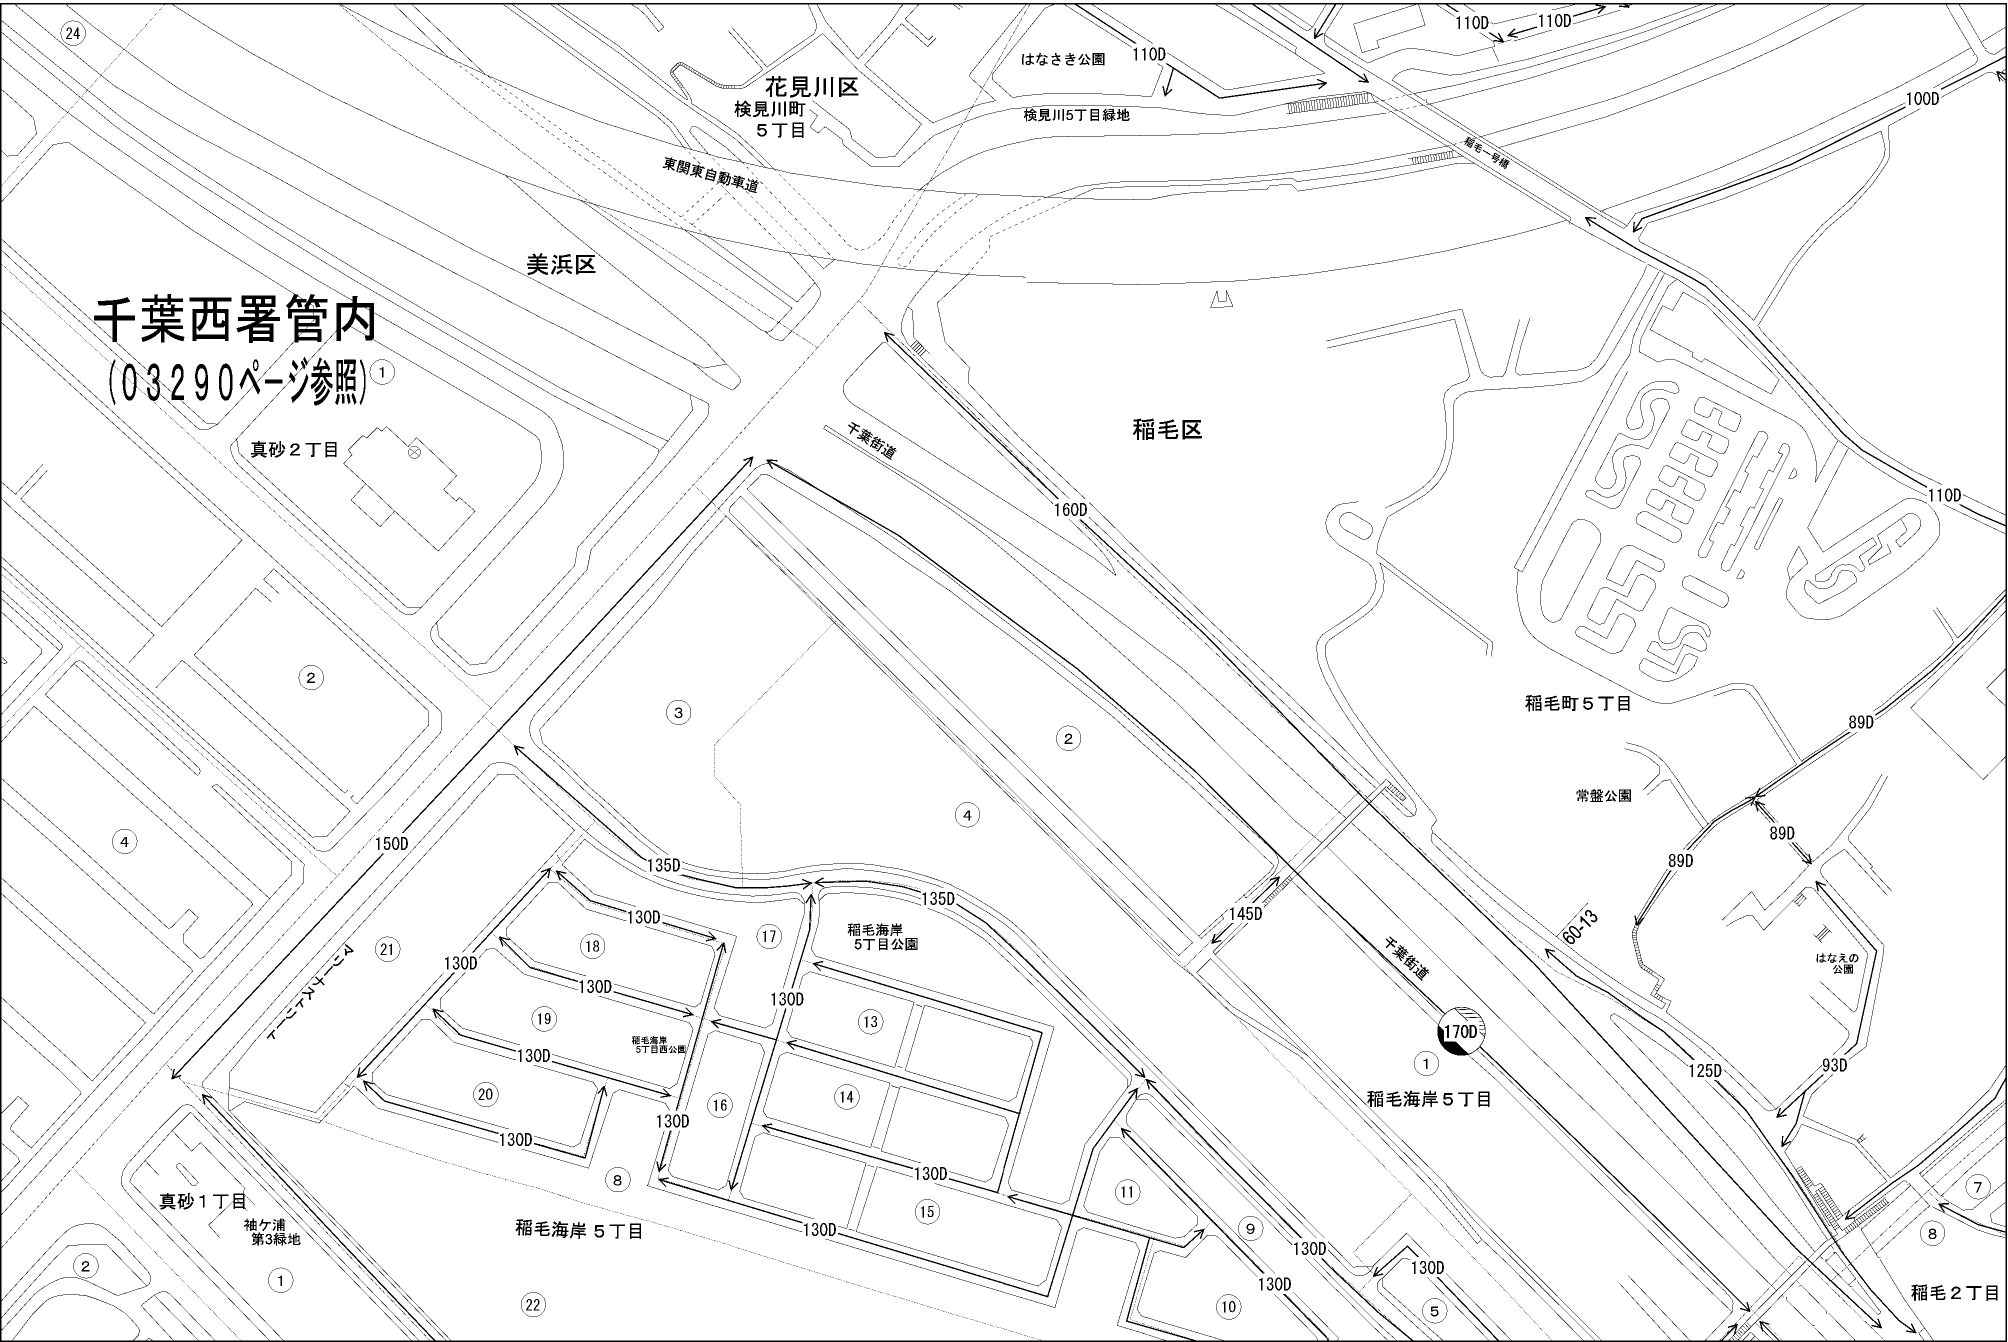 24
花見川区
検見川町
５丁目
はなさき公園
検見川5丁目緑地
110D
110D
110D
100D
稲毛一号橋
東関東自動車道
美浜区
千葉西署管内
(０３２９０ページ参照)
1
真砂２丁目
千葉街道
稲毛区
160D
110D
2
3
2
4
4
稲毛町５丁目
89D
常盤公園
89D
89D
150D
135D
135D
145D
60-13
130D
17
稲毛海岸
5丁目公園
18
21
マリーナストリート
130D
130D
130D
はなえの
公園
千葉街道
19
13
稲毛海岸
5丁目西公園
130D
170D
1
125D
93D
20
16
14
稲毛海岸５丁目
130D
130D
130D
8
11
15
真砂１丁目
袖ケ浦
第3緑地
稲毛海岸５丁目
130D
9
130D
130D
130D
7
8
2
1
22
10
5
稲毛２丁目